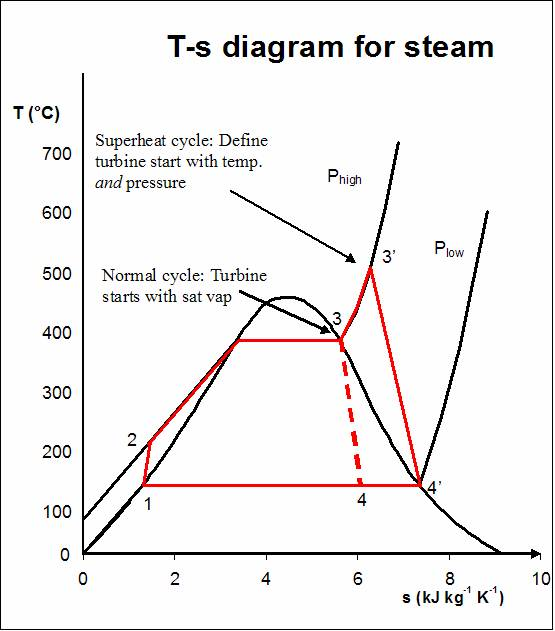 T-s diagram for steam
T (°C)
Superheat cycle: Define
turbine start with temp.
and pressure
700
Phigh
600
Plow
500
3'
Normal cycle: Turbine
starts with sat vap
400
3
300
2
200
100
1
4
4'
0
0
2
4
6
8
10
s (kJ kg-1 K-1)